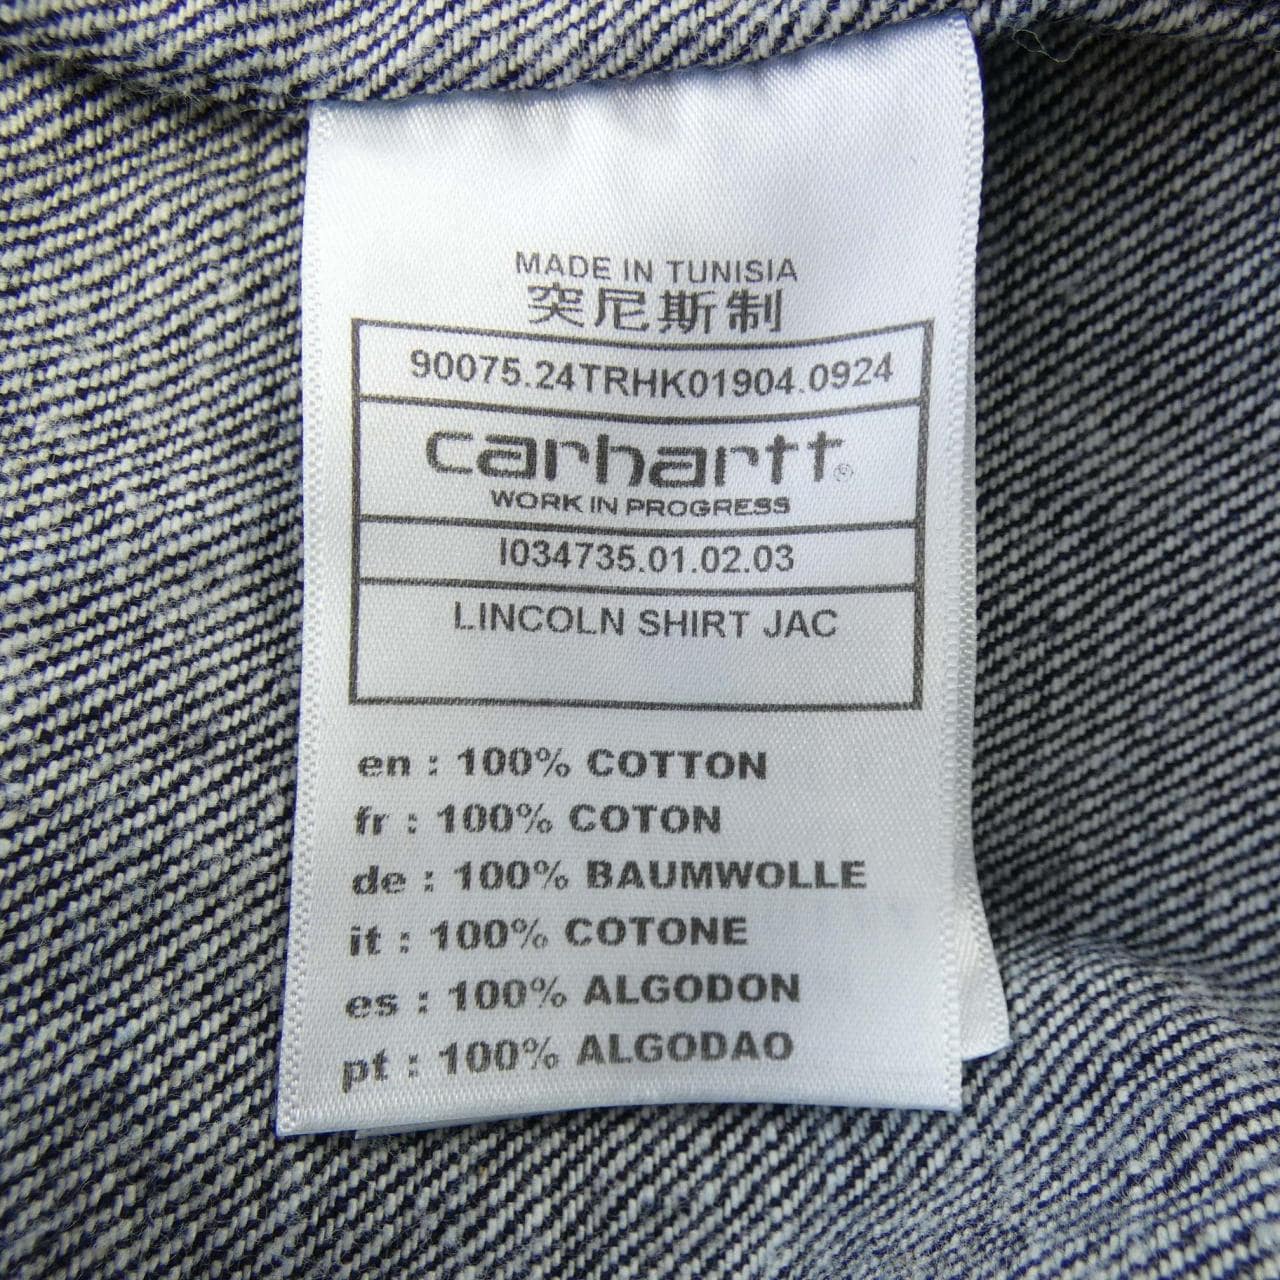 MADE IN TUNISIA
突尼斯制
90075.24TRHK01904.0924
carhartt®
WORK IN PROGRESS
I034735.01.02.03
LINCOLN SHIRT JAC
en : 100% COTTON
fr : 100% COTON
de : 100% BAUMWOLLE
it : 100% COTONE
es : 100% ALGODON
pt : 100% ALGODAO